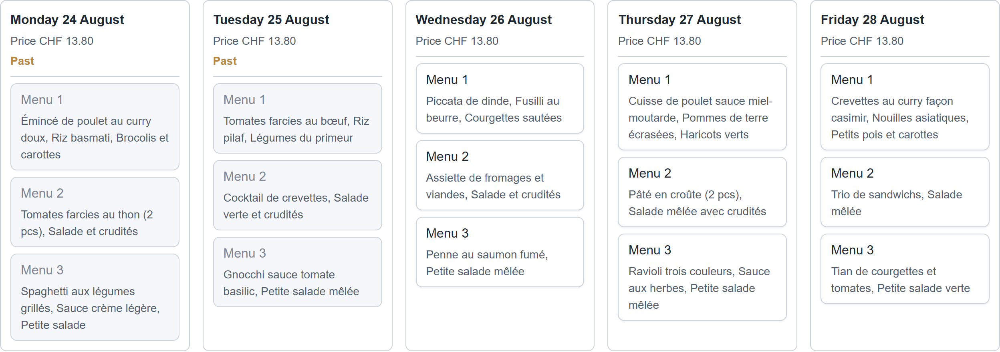 Monday 24 August
Price CHF 13.80
Past
Menu 1
Émincé de poulet au curry
doux, Riz basmati, Brocolis et
carottes
Menu 2
Tomates farcies au thon (2
pcs), Salade et crudités
Menu 3
Spaghetti aux légumes
grillés, Sauce crème légère,
Petite salade
Tuesday 25 August
Price CHF 13.80
Past
Menu 1
Tomates farcies au bœuf, Riz
pilaf, Légumes du primeur
Menu 2
Cocktail de crevettes, Salade
verte et crudités
Menu 3
Gnocchi sauce tomate
basilic, Petite salade mêlée
Wednesday 26 August
Price CHF 13.80
Menu 1
Piccata de dinde, Fusilli au
beurre, Courgettes sautées
Menu 2
Assiette de fromages et
viandes, Salade et crudités
Menu 3
Penne au saumon fumé,
Petite salade mêlée
Thursday 27 August
Price CHF 13.80
Menu 1
Cuisse de poulet sauce miel-
moutarde, Pommes de terre
écrasées, Haricots verts
Menu 2
Pâté en croûte (2 pcs),
Salade mêlée avec crudités
Menu 3
Ravioli trois couleurs, Sauce
aux herbes, Petite salade
mêlée
Friday 28 August
Price CHF 13.80
Menu 1
Crevettes au curry façon
casimir, Nouilles asiatiques,
Petits pois et carottes
Menu 2
Trio de sandwichs, Salade
mêlée
Menu 3
Tian de courgettes et
tomates, Petite salade verte